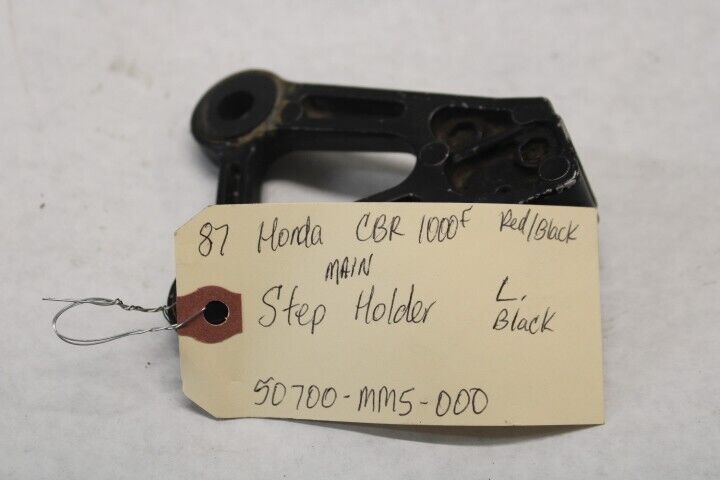 87 Honda CBR 1000F Red/Black
MAIN
Step Holder L.
Black
50700-MM5-000